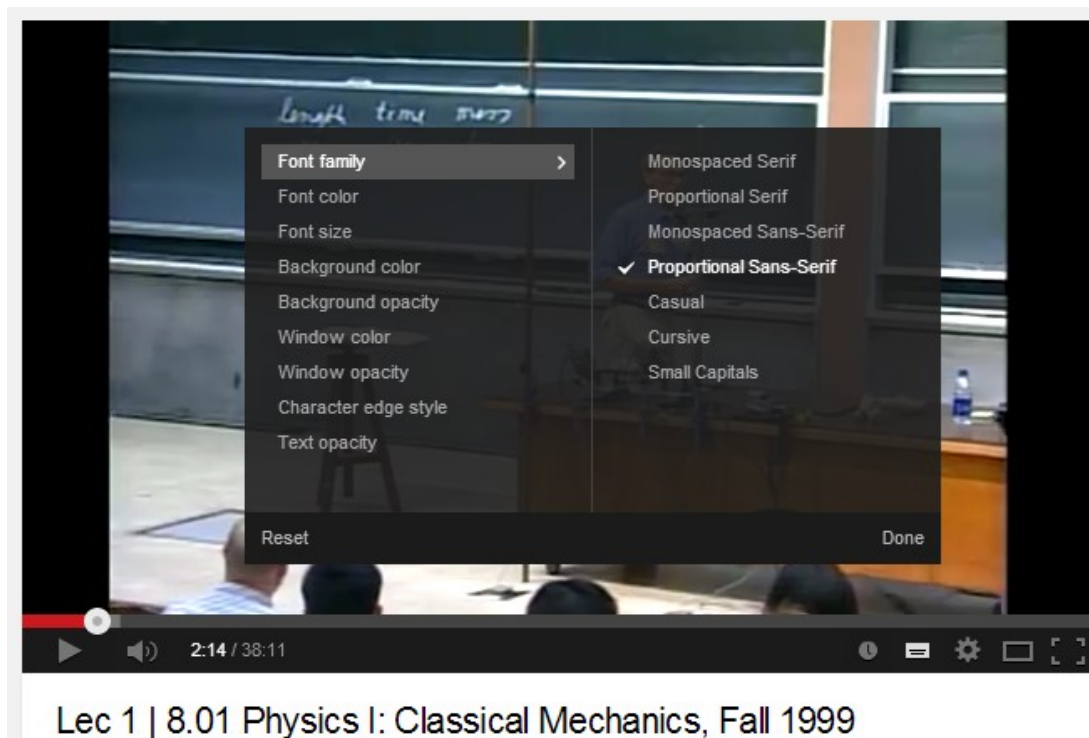 length time mass
Font family
Font color
Font size
Background color
Background opacity
Window color
Window opacity
Character edge style
Text opacity
Monospaced Serif
Proportional Serif
Monospaced Sans-Serif
Proportional Sans-Serif
Casual
Cursive
Small Capitals
Reset
Done
2:14 / 38:11
Lec 1 | 8.01 Physics I: Classical Mechanics, Fall 1999